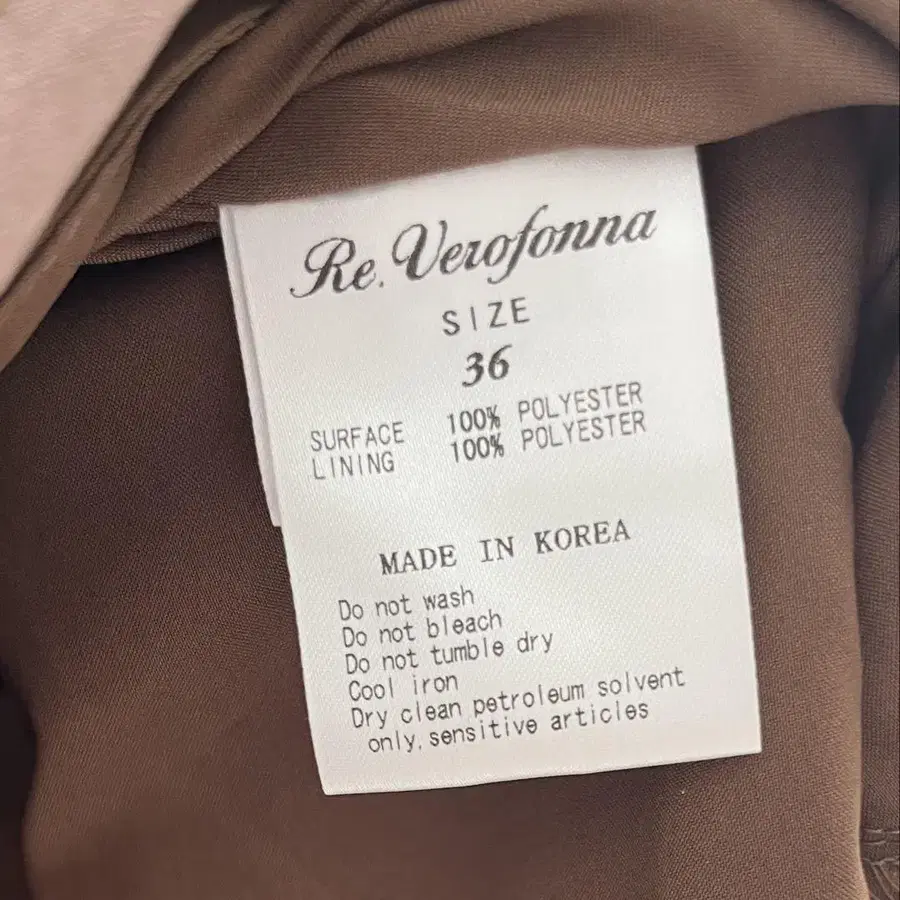 Re. Verofonna
SIZE
36
SURFACE 100% POLYESTER
LINING 100% POLYESTER
MADE IN KOREA
Do not wash
Do not bleach
Do not tumble dry
Cool iron
Dry clean petroleum solvent
only, sensitive articles